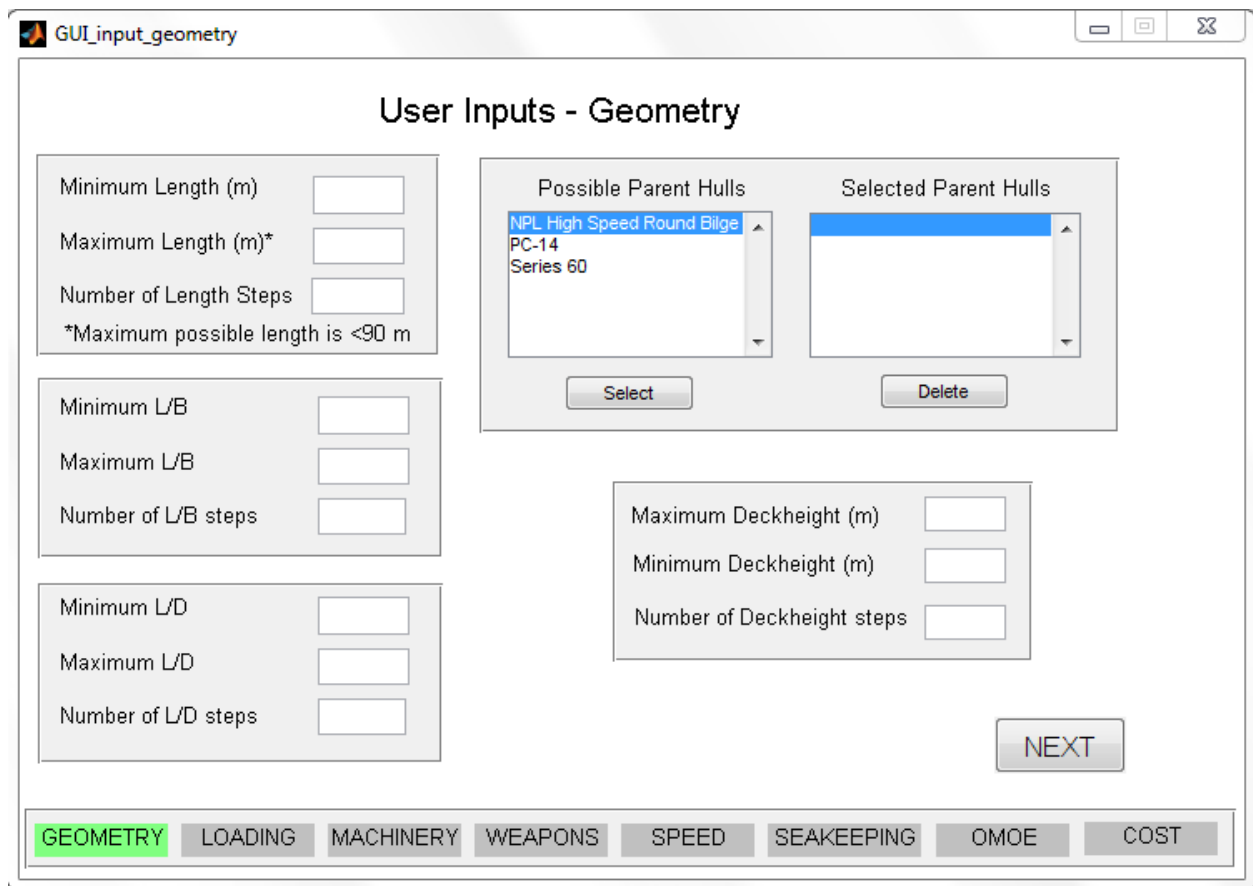 GUI_input_geometry
User Inputs - Geometry
Minimum Length (m)
Maximum Length (m)*
Number of Length Steps
*Maximum possible length is <90 m
Minimum L/B
Maximum L/B
Number of L/B steps
Minimum L/D
Maximum L/D
Number of L/D steps
Possible Parent Hulls
NPL High Speed Round Bilge
PC-14
Series 60
Select
Selected Parent Hulls
Delete
Maximum Deckheight (m)
Minimum Deckheight (m)
Number of Deckheight steps
NEXT
GEOMETRY LOADING MACHINERY WEAPONS SPEED SEAKEEPING OMOE COST